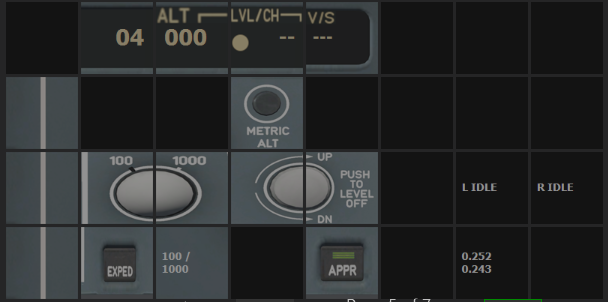 ALT LVL/CH V/S
04 000 -- ---
METRIC
ALT
100 1000
UP
PUSH
TO
LEVEL
OFF
DN
L IDLE R IDLE
EXPED
100 /
1000
APPR
0.252
0.243